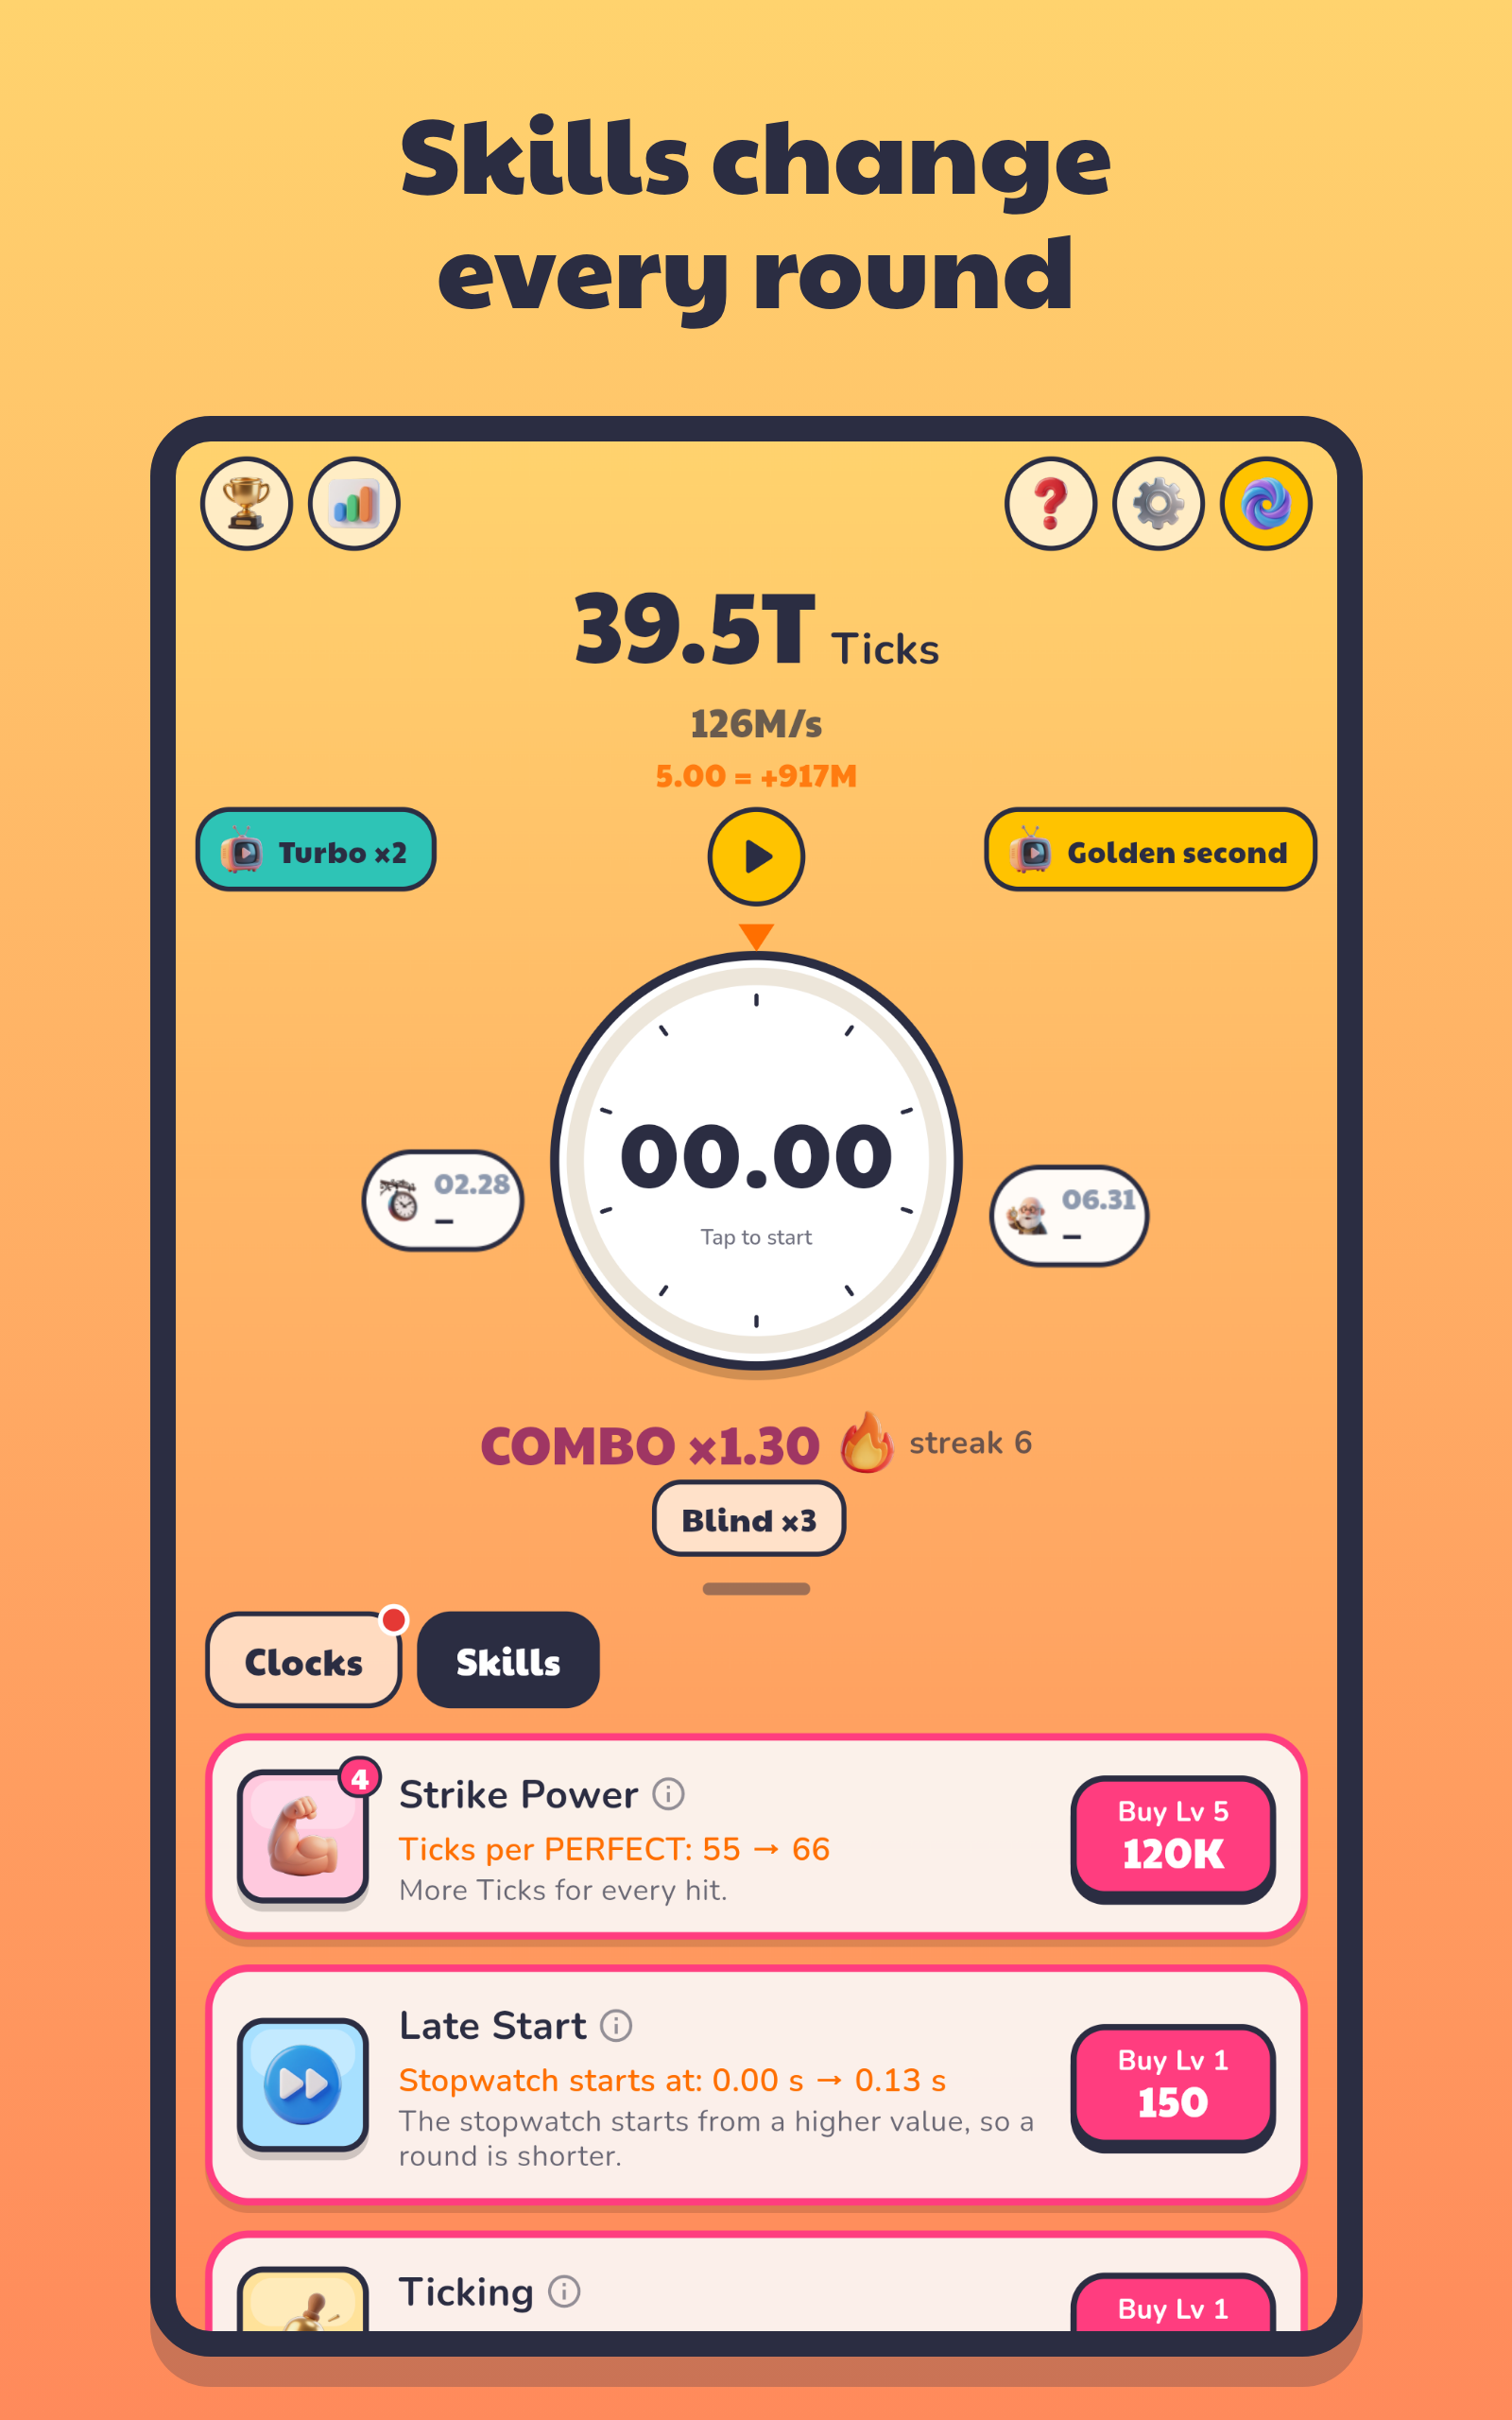 Skills change
every round
39.5T Ticks
126M/s
5.00 = +917M
Turbo ×2
Golden second
00.00
Tap to start
02.28
–
06.31
–
COMBO ×1.30 streak 6
Blind ×3
Clocks
Skills
4
Strike Power
Ticks per PERFECT: 55 → 66
More Ticks for every hit.
Buy Lv 5
120K
Late Start
Stopwatch starts at: 0.00 s → 0.13 s
The stopwatch starts from a higher value, so a
round is shorter.
Buy Lv 1
150
Ticking
Buy Lv 1